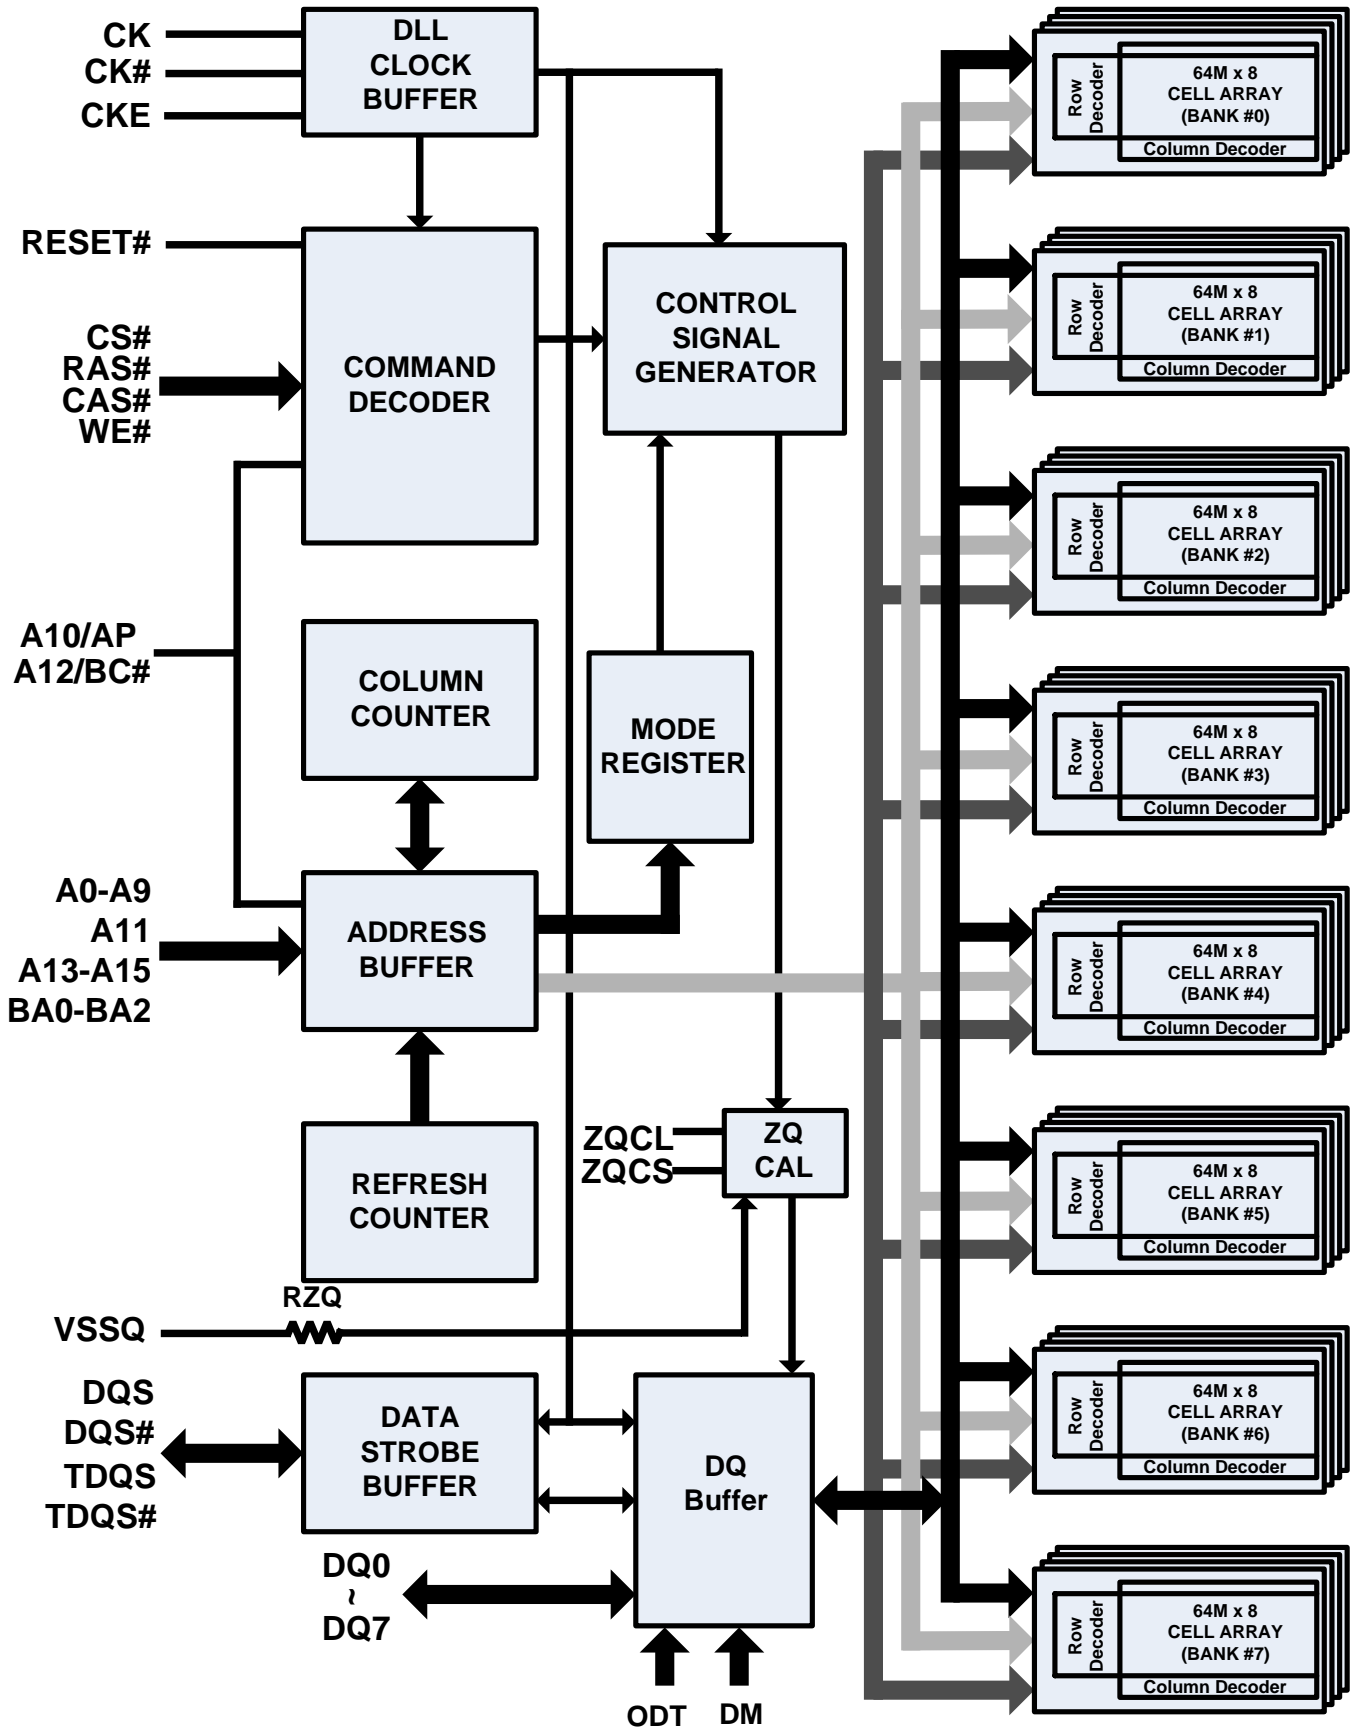 CK
CK#
CKE
DLL
CLOCK
BUFFER
RESET#
CS#
RAS#
CAS#
WE#
COMMAND
DECODER
CONTROL
SIGNAL
GENERATOR
A10/AP
A12/BC#
COLUMN
COUNTER
MODE
REGISTER
A0-A9
A11
A13-A15
BA0-BA2
ADDRESS
BUFFER
REFRESH
COUNTER
ZQCL
ZQCS
ZQ
CAL
RZQ
VSSQ
DQS
DQS#
TDQS
TDQS#
DATA
STROBE
BUFFER
DQ
Buffer
DQ0
~
DQ7
ODT
DM
Row
Decoder
64M x 8
CELL ARRAY
(BANK #0)
Column Decoder
Row
Decoder
64M x 8
CELL ARRAY
(BANK #1)
Column Decoder
Row
Decoder
64M x 8
CELL ARRAY
(BANK #2)
Column Decoder
Row
Decoder
64M x 8
CELL ARRAY
(BANK #3)
Column Decoder
Row
Decoder
64M x 8
CELL ARRAY
(BANK #4)
Column Decoder
Row
Decoder
64M x 8
CELL ARRAY
(BANK #5)
Column Decoder
Row
Decoder
64M x 8
CELL ARRAY
(BANK #6)
Column Decoder
Row
Decoder
64M x 8
CELL ARRAY
(BANK #7)
Column Decoder